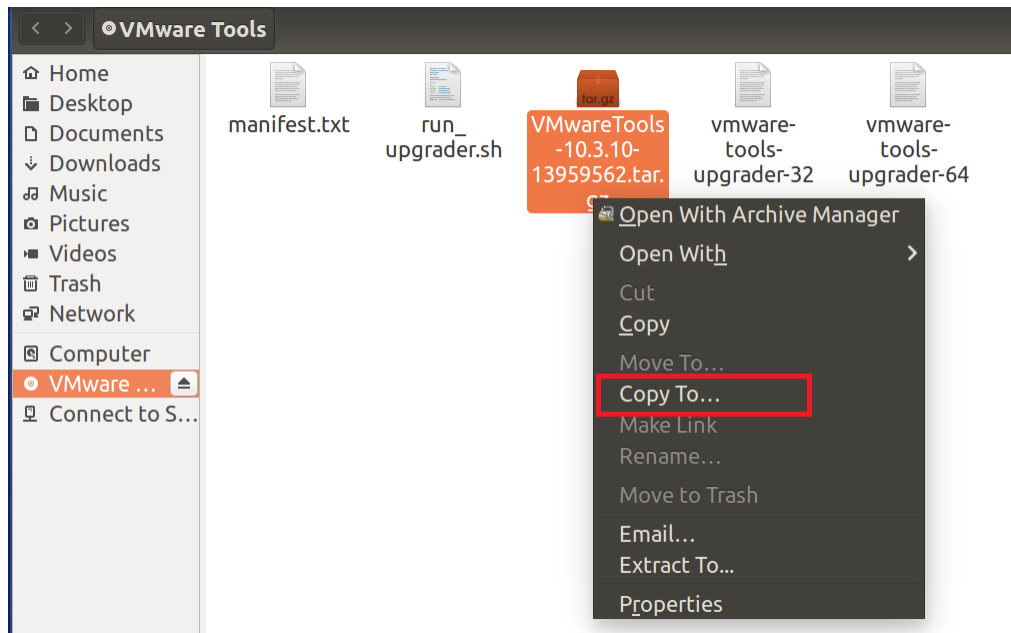 VMware Tools
Home
Desktop
Documents
Downloads
Music
Pictures
Videos
Trash
Network
Computer
VMware ...
Connect to S...
manifest.txt
run_
upgrader.sh
tar.gz
VMwareTools
-10.3.10-
13959562.tar.
gz
vmware-
tools-
upgrader-32
vmware-
tools-
upgrader-64
Open With Archive Manager
Open With
Cut
Copy
Move To...
Copy To...
Make Link
Rename...
Move to Trash
Email...
Extract To...
Properties